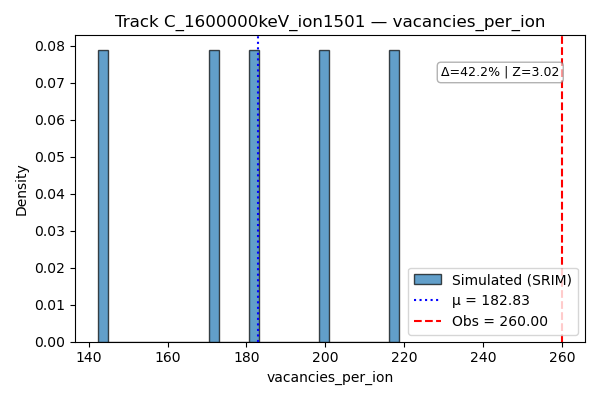 Track C_1600000keV_ion1501 — vacancies_per_ion
Density
0.08
0.07
0.06
0.05
0.04
0.03
0.02
0.01
0.00
Δ=42.2% | Z=3.02
Simulated (SRIM)
μ = 182.83
Obs = 260.00
140 160 180 200 220 240 260
vacancies_per_ion